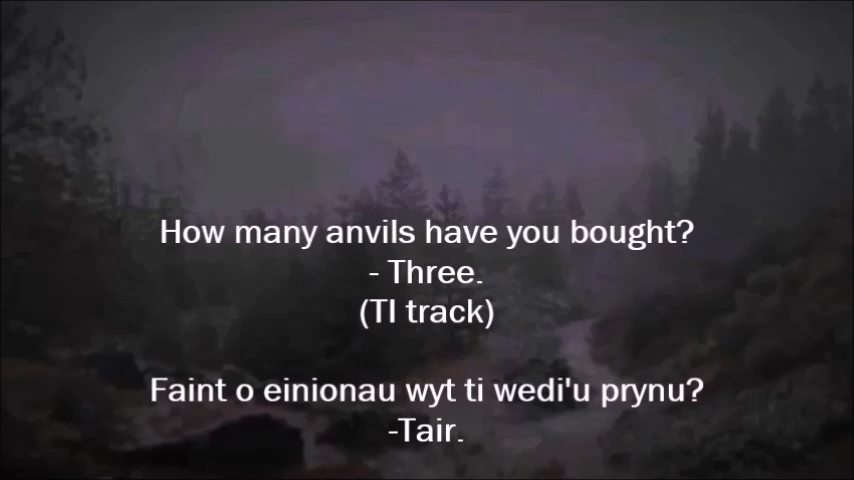 How many anvils have you bought?
- Three.
(TI track)
Faint o einionau wyt ti wedi'u prynu?
-Tair.